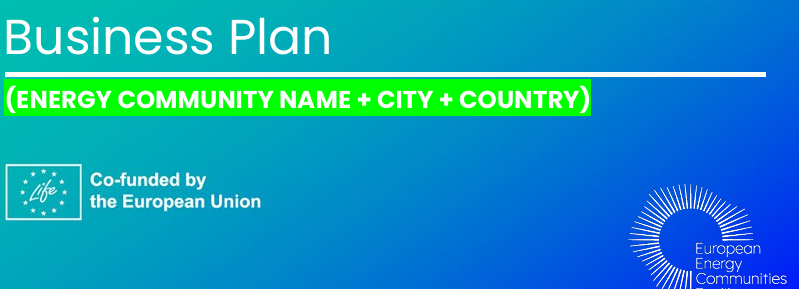 Business Plan
(ENERGY COMMUNITY NAME + CITY + COUNTRY)
Life
Co-funded by
the European Union
European
Energy
Communities